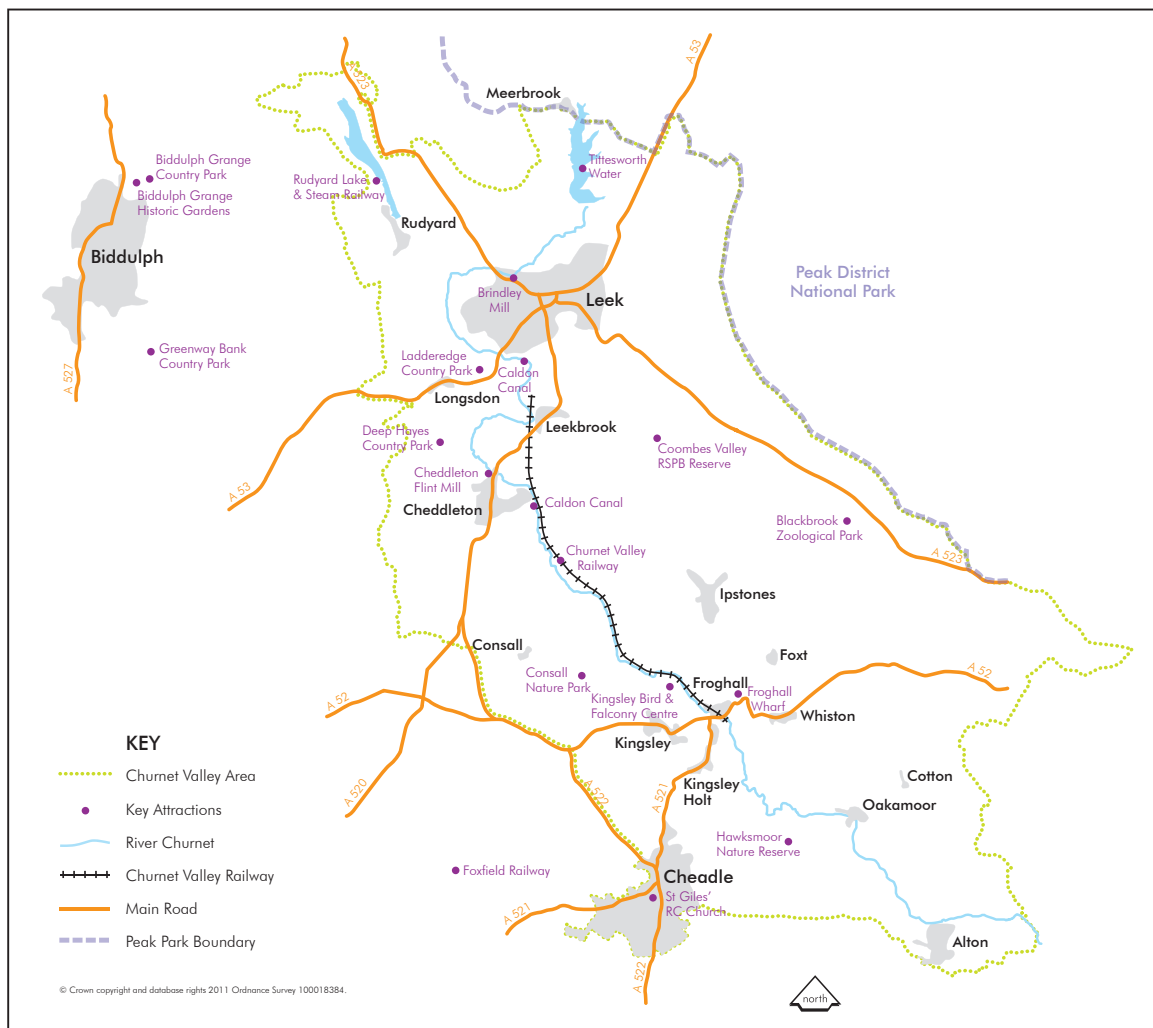 A 53
A 523
Meerbrook
Biddulph Grange
Country Park
Biddulph Grange
Historic Gardens
Tittesworth
Water
Rudyard Lake
& Steam Railway
Rudyard
Biddulph
Peak District
National Park
Brindley
Mill
Leek
Greenway Bank
Country Park
A 527
Ladderedge
Country Park
Caldon
Canal
Longsdon
Leekbrook
Deep Hayes
Country Park
Coombes Valley
RSPB Reserve
Cheddleton
Flint Mill
A 53
Cheddleton
Caldon Canal
Blackbrook
Zoological Park
Churnet Valley
Railway
A 523
Ipstones
Consall
Foxt
Consall
Nature Park
Kingsley Bird &
Falconry Centre
Froghall
Froghall
Wharf
A 52
A 52
Whiston
Kingsley
Kingsley
Holt
Cotton
Oakamoor
A 520
A 522
A 521
Hawksmoor
Nature Reserve
Foxfield Railway
Cheadle
St Giles'
RC Church
A 521
A 522
Alton
KEY
Churnet Valley Area
Key Attractions
River Churnet
Churnet Valley Railway
Main Road
Peak Park Boundary
© Crown copyright and database rights 2011 Ordnance Survey 100018384.
north